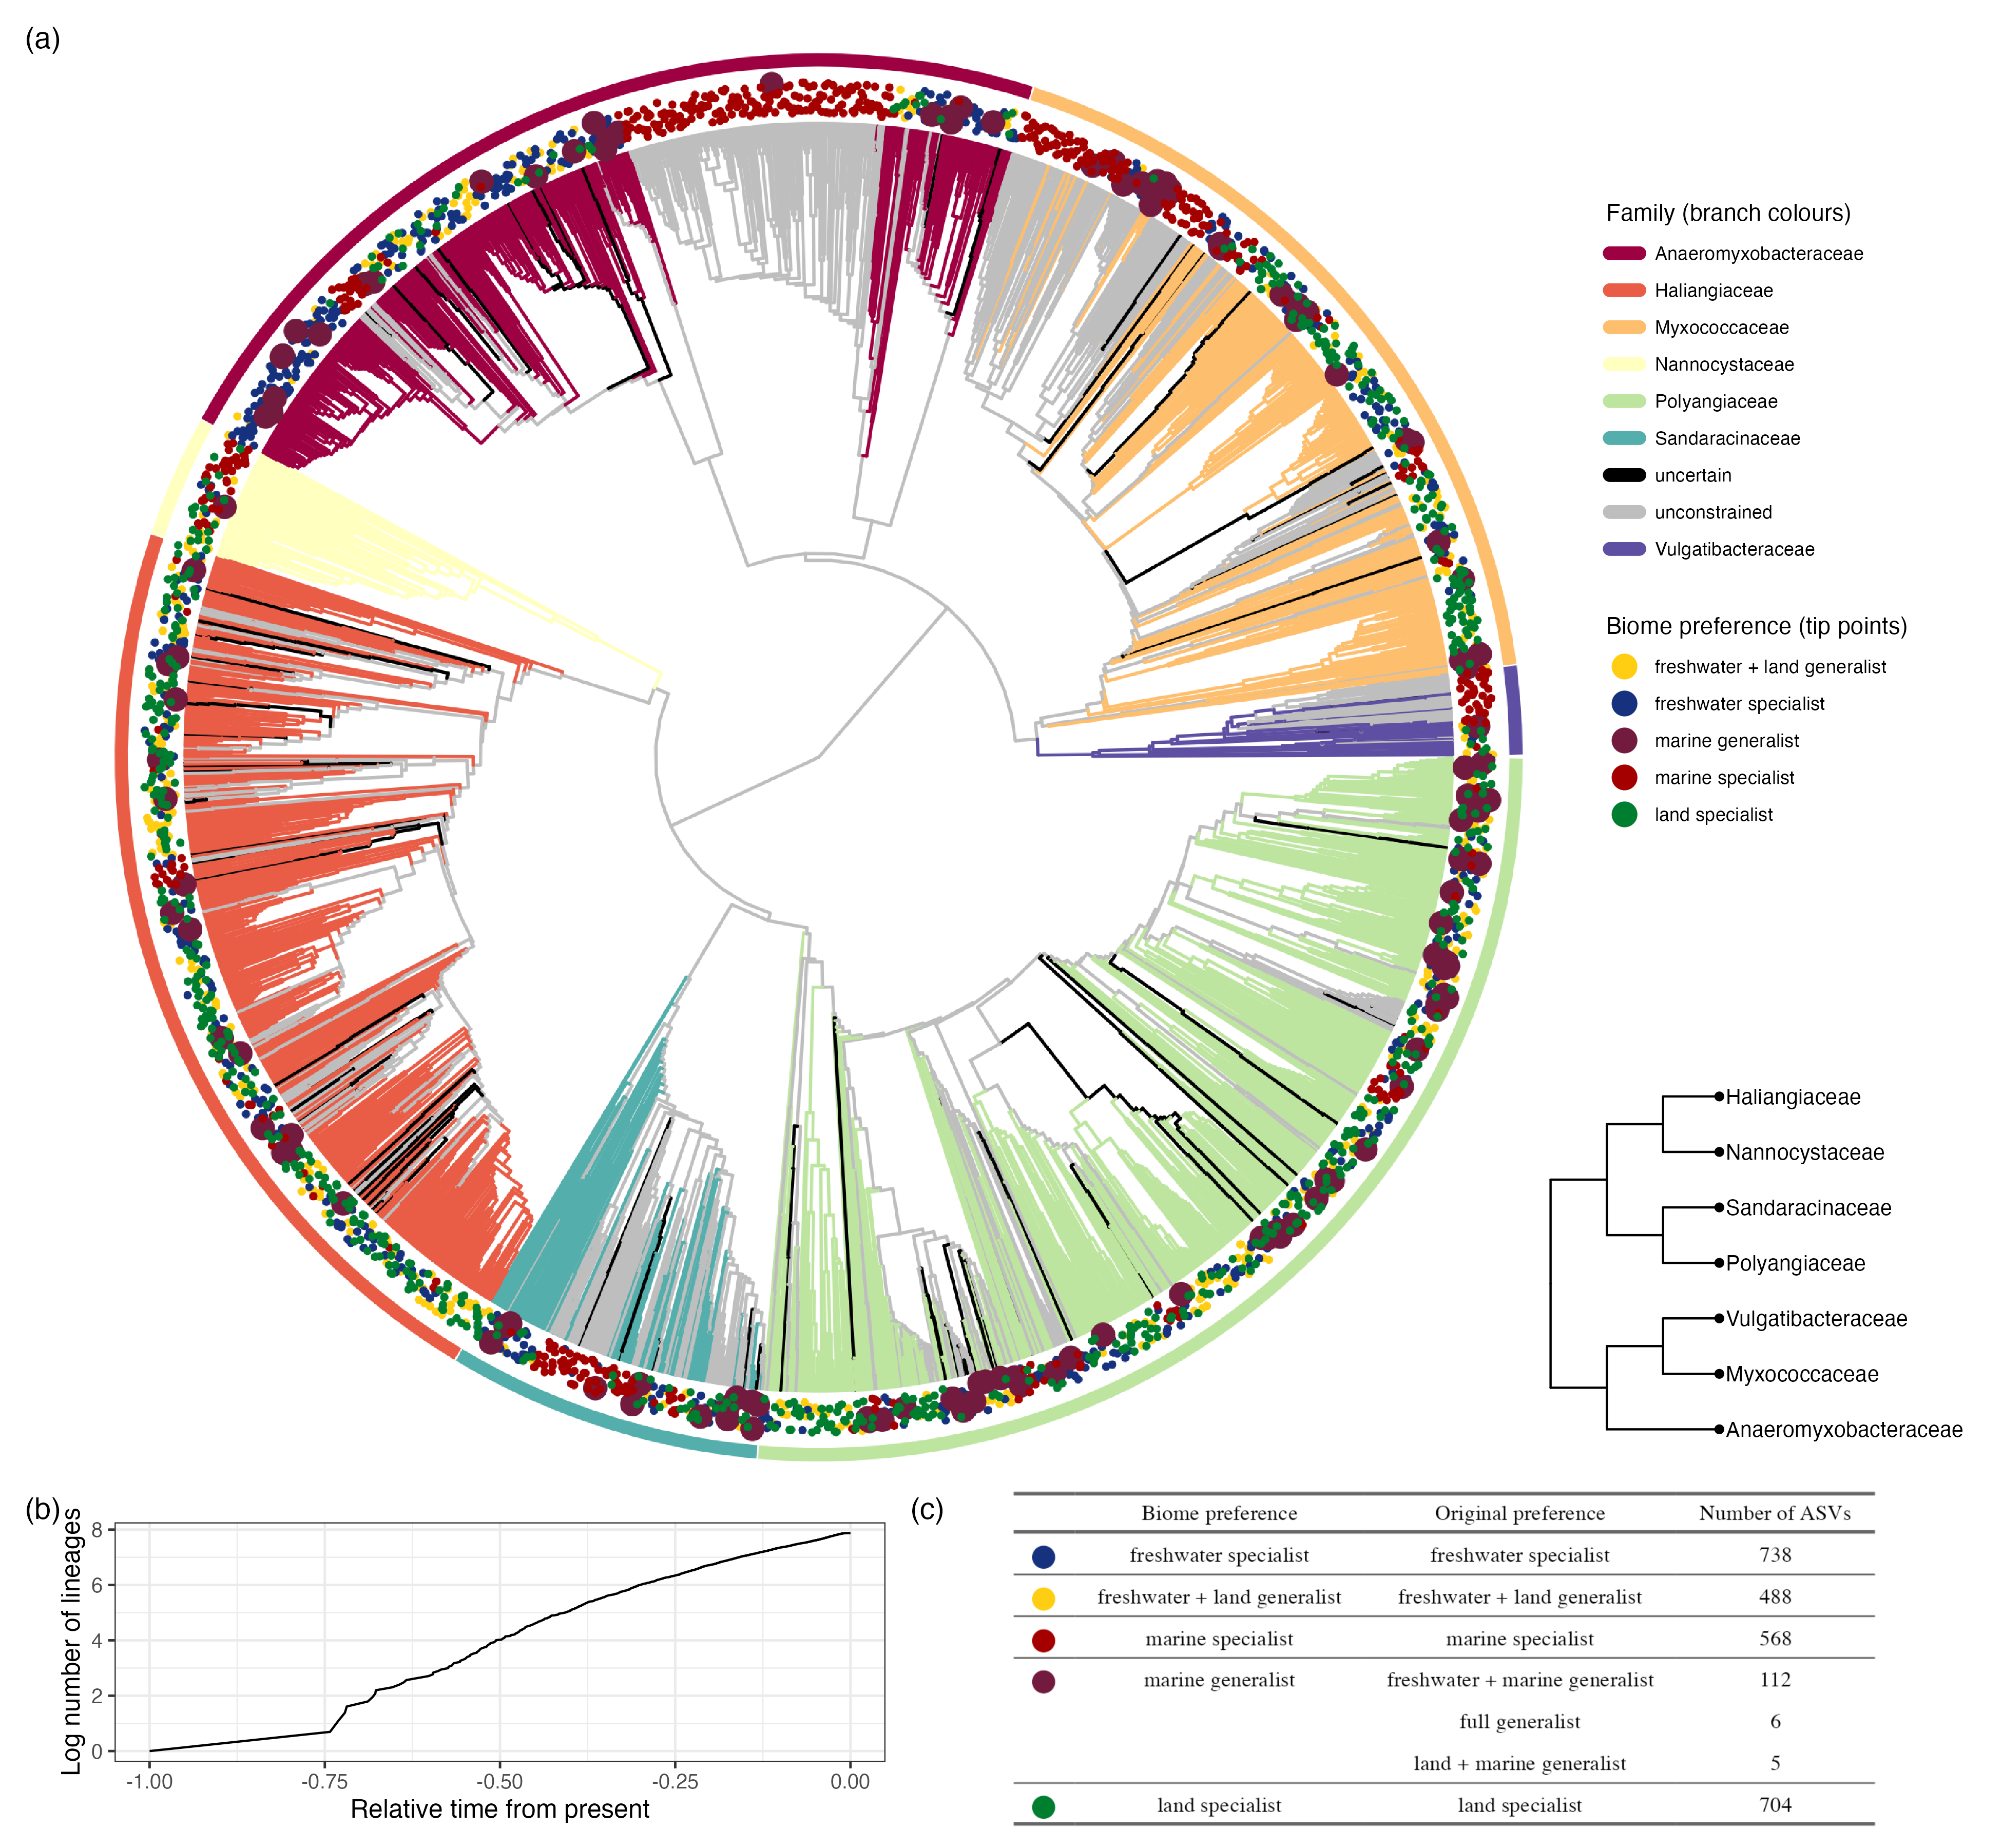 (a)
Family (branch colours)
Anaeromyxobacteraceae
Haliangiaceae
Myxococcaceae
Nannocystaceae
Polyangiaceae
Sandaracinaceae
uncertain
unconstrained
Vulgatibacteraceae
Biome preference (tip points)
freshwater + land generalist
freshwater specialist
marine generalist
marine specialist
land specialist
Haliangiaceae
Nannocystaceae
Sandaracinaceae
Polyangiaceae
Vulgatibacteraceae
Myxococcaceae
Anaeromyxobacteraceae
(b)
Log number of lineages
8
6
4
2
0
-1.00 -0.75 -0.50 -0.25 0.00
Relative time from present
(c)
Biome preference Original preference Number of ASVs
freshwater specialist freshwater specialist 738
freshwater + land generalist freshwater + land generalist 488
marine specialist marine specialist 568
marine generalist freshwater + marine generalist 112
full generalist 6
land + marine generalist 5
land specialist land specialist 704